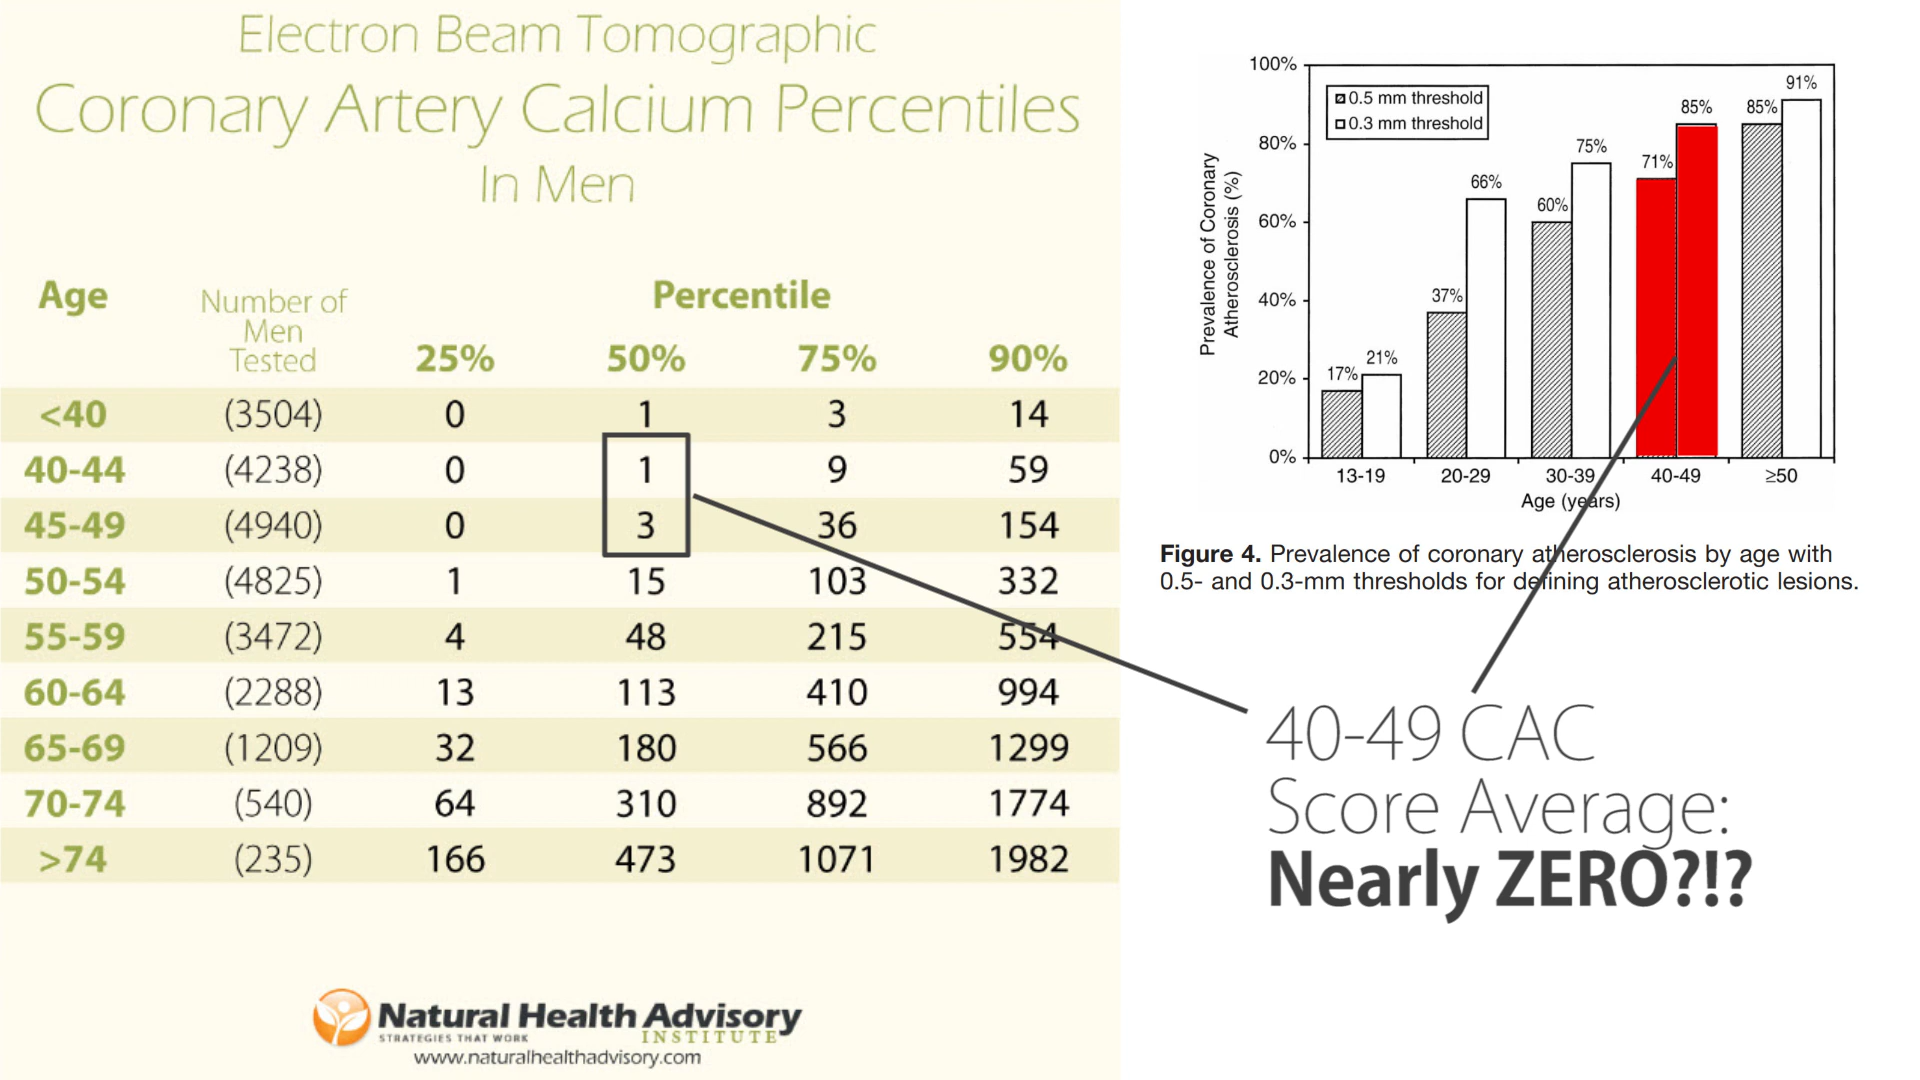 Electron Beam Tomographic
Coronary Artery Calcium Percentiles
In Men
Age
Number of
Men
Tested
Percentile
25% 50% 75% 90%
<40 (3504) 0 1 3 14
40-44 (4238) 0 1 9 59
45-49 (4940) 0 3 36 154
50-54 (4825) 1 15 103 332
55-59 (3472) 4 48 215 554
60-64 (2288) 13 113 410 994
65-69 (1209) 32 180 566 1299
70-74 (540) 64 310 892 1774
>74 (235) 166 473 1071 1982
Natural Health Advisory
STRATEGIES THAT WORK INSTITUTE
www.naturalhealthadvisory.com
Prevalence of Coronary
Atherosclerosis (%)
100%
80%
60%
40%
20%
0%
0.5 mm threshold
0.3 mm threshold
17% 21% 37% 66% 60% 75% 71% 85% 85% 91%
13-19 20-29 30-39 40-49 ≥50
Age (years)
Figure 4. Prevalence of coronary atherosclerosis by age with
0.5- and 0.3-mm thresholds for defining atherosclerotic lesions.
40-49 CAC
Score Average:
Nearly ZERO?!?